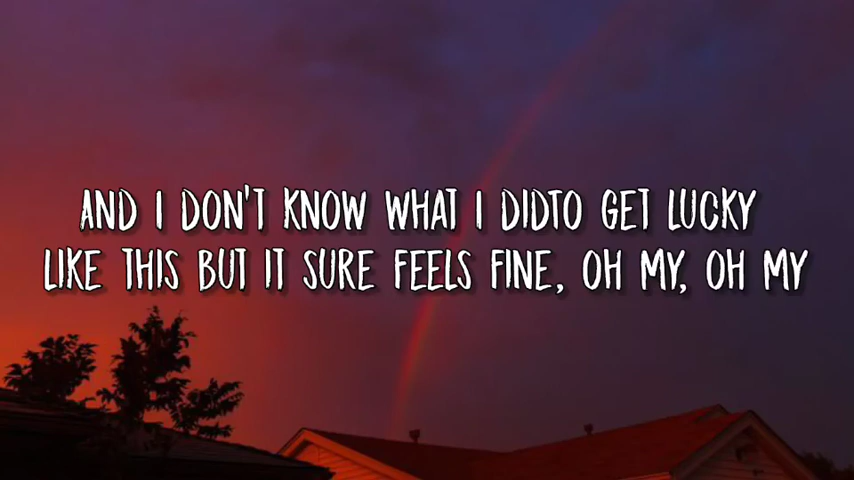 AND I DON'T KNOW WHAT I DIDTO GET LUCKY
LIKE THIS BUT IT SURE FEELS FINE, OH MY, OH MY